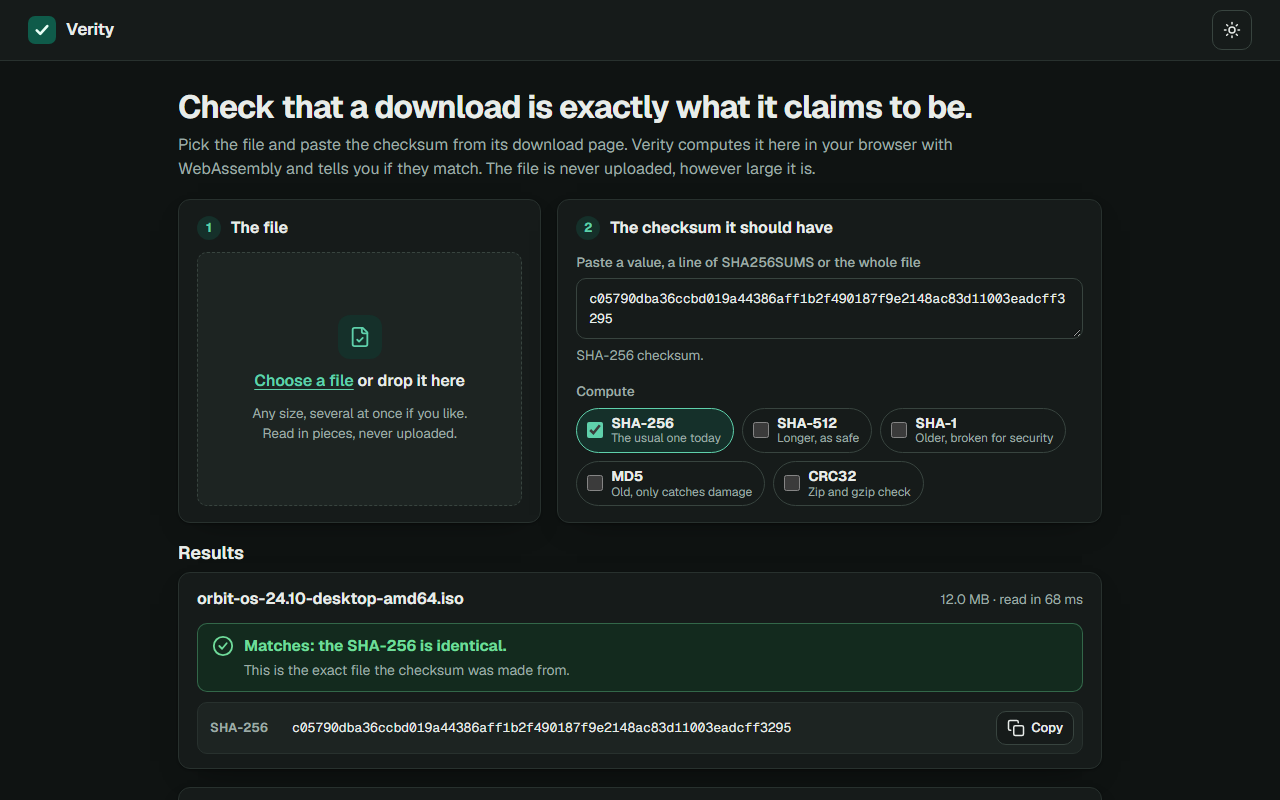 Verity
Check that a download is exactly what it claims to be.
Pick the file and paste the checksum from its download page. Verity computes it here in your browser with
WebAssembly and tells you if they match. The file is never uploaded, however large it is.
1 The file
Choose a file or drop it here
Any size, several at once if you like.
Read in pieces, never uploaded.
2 The checksum it should have
Paste a value, a line of SHA256SUMS or the whole file
c05790dba36ccbd019a44386aff1b2f490187f9e2148ac83d11003eadcff3
295
SHA-256 checksum.
Compute
SHA-256
The usual one today
SHA-512
Longer, as safe
SHA-1
Older, broken for security
MD5
Old, only catches damage
CRC32
Zip and gzip check
Results
orbit-os-24.10-desktop-amd64.iso
12.0 MB · read in 68 ms
Matches: the SHA-256 is identical.
This is the exact file the checksum was made from.
SHA-256 c05790dba36ccbd019a44386aff1b2f490187f9e2148ac83d11003eadcff3295 Copy